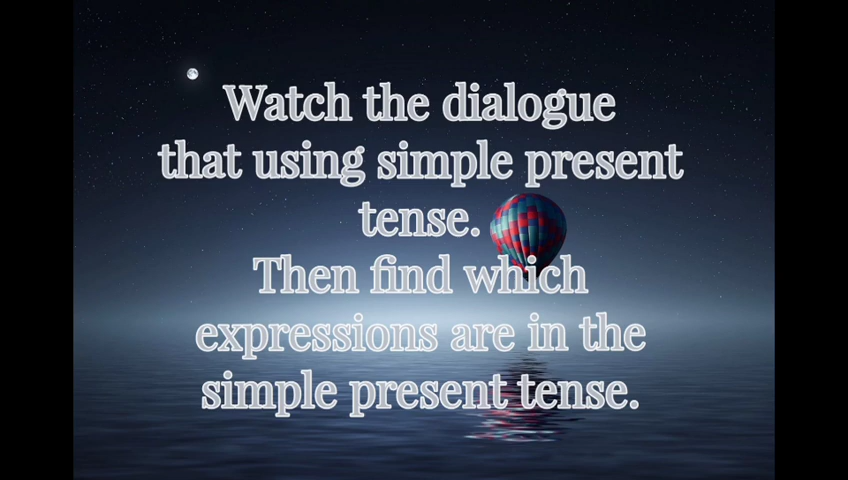 Watch the dialogue
that using simple present
tense.
Then find which
expressions are in the
simple present tense.